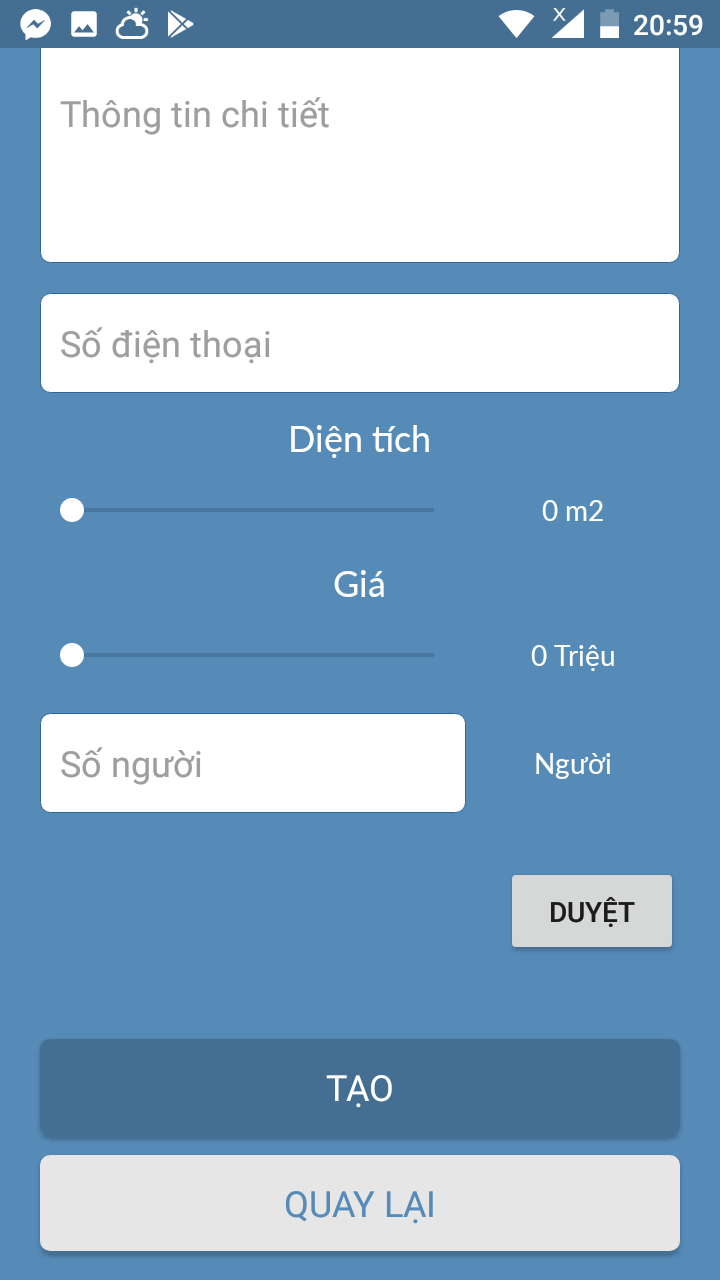 X 20:59
Thông tin chi tiết
Số điện thoại
Diện tích
0 m2
Giá
0 Triệu
Số người
Người
DUYỆT
TẠO
QUAY LẠI